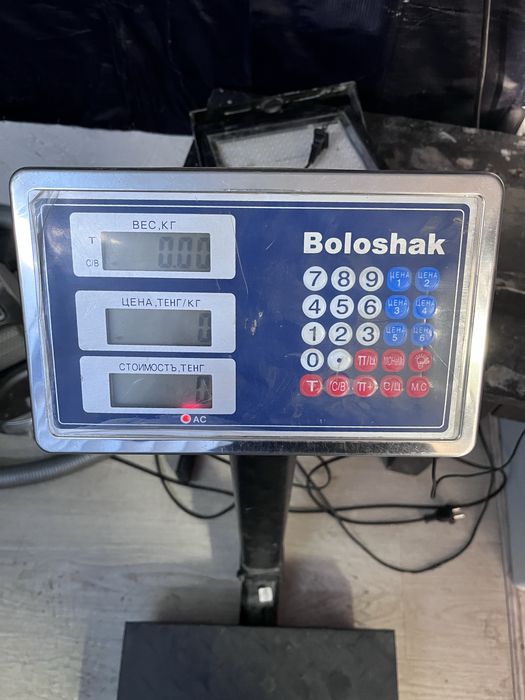 ВЕС,КГ
Boloshak
T
С/В
0.00
7 8 9 ЦЕНА 1 ЦЕНА 2
ЦЕНА,ТЕНГ/КГ
4 5 6 ЦЕНА 3 ЦЕНА 4
0
1 2 3 ЦЕНА 5 ЦЕНА 6
СТОИМОСТЬ,ТЕНГ
0 . П/Ц
0
T С/В П+ С/Ц М.С
АС